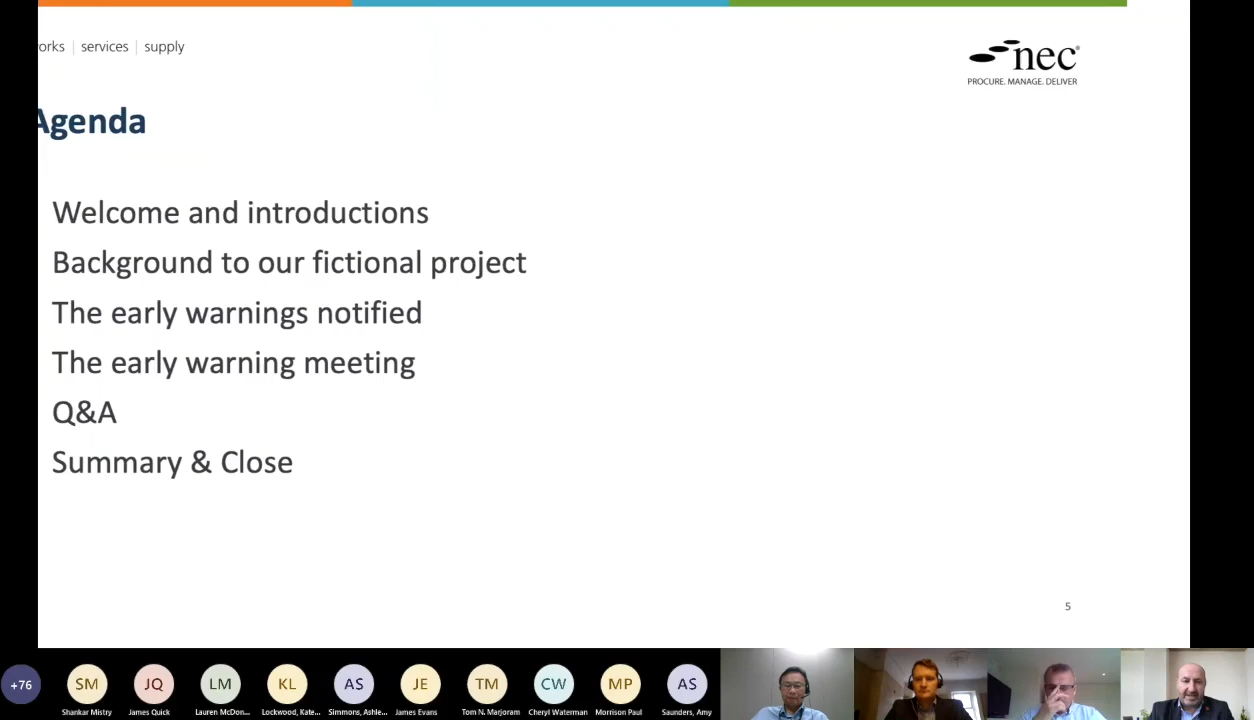 orks | services | supply
nec®
PROCURE. MANAGE. DELIVER
Agenda
Welcome and introductions
Background to our fictional project
The early warnings notified
The early warning meeting
Q&A
Summary & Close
5
+76
SM
JQ
LM
KL
AS
JE
TM
CW
MP
AS
Shankar Mistry
James Quick
Lauren McDon...
Lockwood, Kate...
Simmons, Ashle...
James Evans
Tom N. Marjoram
Cheryl Waterman
Morrison Paul
Saunders, Amy